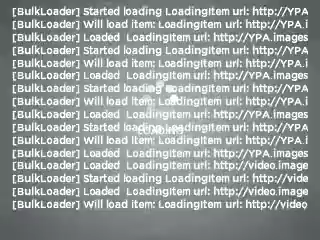 [BulkLoader] Started loading LoadingItem url: http://YPA
[BulkLoader] Will load item: LoadingItem url: http://YPA.i
[BulkLoader] Loaded LoadingItem url: http://YPA.images
[BulkLoader] Started loading LoadingItem url: http://YPA
[BulkLoader] Will load item: LoadingItem url: http://YPA.i
[BulkLoader] Loaded LoadingItem url: http://YPA.images
[BulkLoader] Started loading LoadingItem url: http://YPA
[BulkLoader] Will load item: LoadingItem url: http://YPA.i
[BulkLoader] Loaded LoadingItem url: http://YPA.images
[BulkLoader] Started loading LoadingItem url: http://YPA
[BulkLoader] Will load item: LoadingItem url: http://YPA.i
[BulkLoader] Loaded LoadingItem url: http://YPA.images
[BulkLoader] Loaded LoadingItem url: http://video.image
[BulkLoader] Started loading LoadingItem url: http://vide
[BulkLoader] Loaded LoadingItem url: http://video.image
[BulkLoader] Will load item: LoadingItem url: http://video